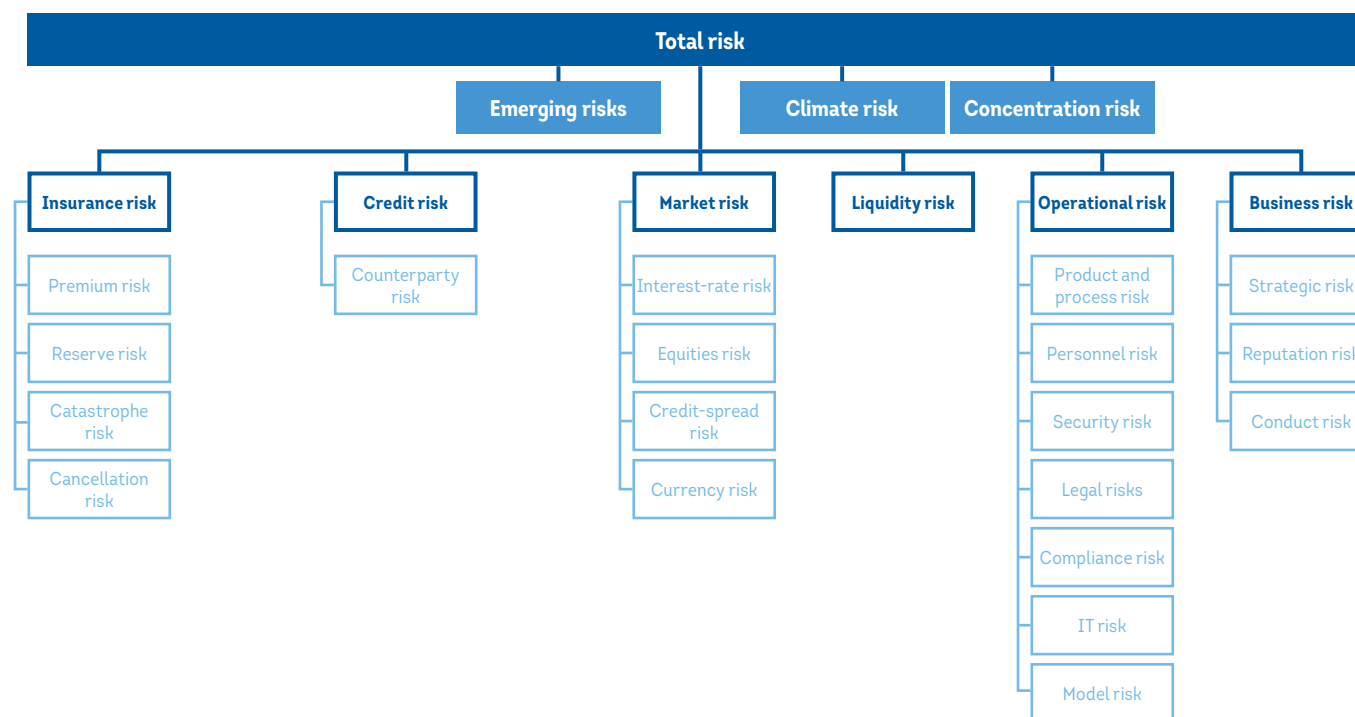 Total risk
Emerging risks
Climate risk
Concentration risk
Insurance risk
Credit risk
Market risk
Liquidity risk
Operational risk
Business risk
Premium risk
Reserve risk
Catastrophe
risk
Cancellation
risk
Counterparty
risk
Interest-rate risk
Equities risk
Credit-spread
risk
Currency risk
Product and
process risk
Personnel risk
Security risk
Legal risks
Compliance risk
IT risk
Model risk
Strategic risk
Reputation risk
Conduct risk